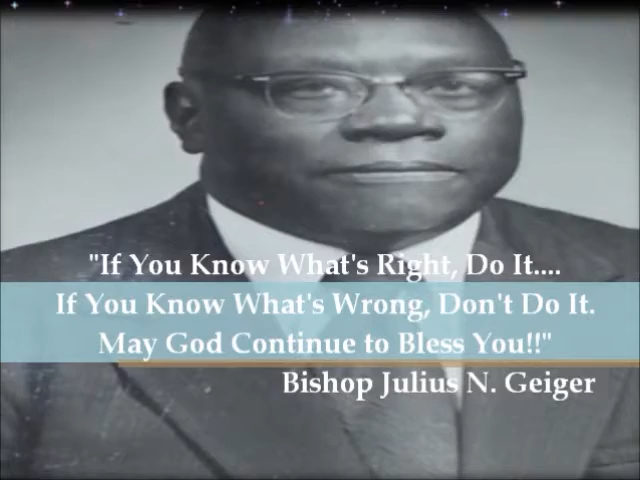 "If You Know What's Right, Do It....
If You Know What's Wrong, Don't Do It.
May God Continue to Bless You!!"
Bishop Julius N. Geiger